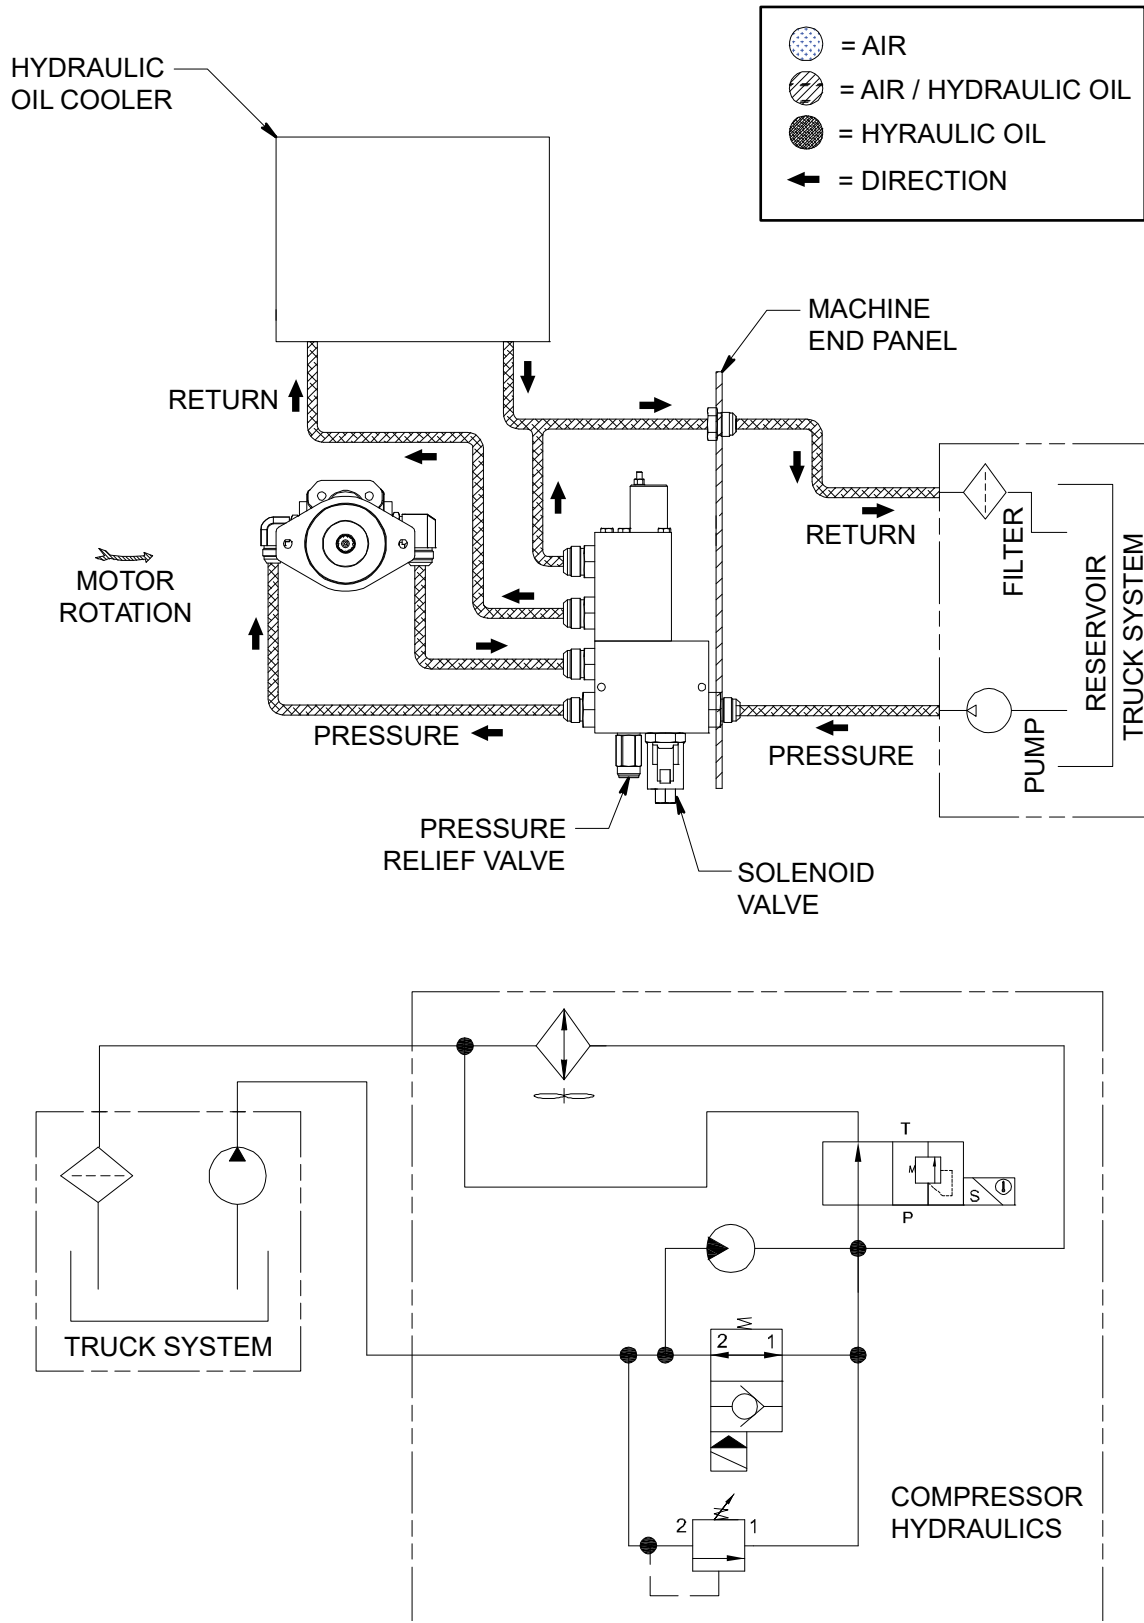 = AIR
= AIR / HYDRAULIC OIL
= HYRAULIC OIL
= DIRECTION
HYDRAULIC
OIL COOLER
MACHINE
END PANEL
RETURN
RETURN
FILTER
RESERVOIR
TRUCK SYSTEM
MOTOR
ROTATION
PRESSURE
PRESSURE
PUMP
PRESSURE
RELIEF VALVE
SOLENOID
VALVE
T
M
S
P
TRUCK SYSTEM
2 1
2 1
COMPRESSOR
HYDRAULICS